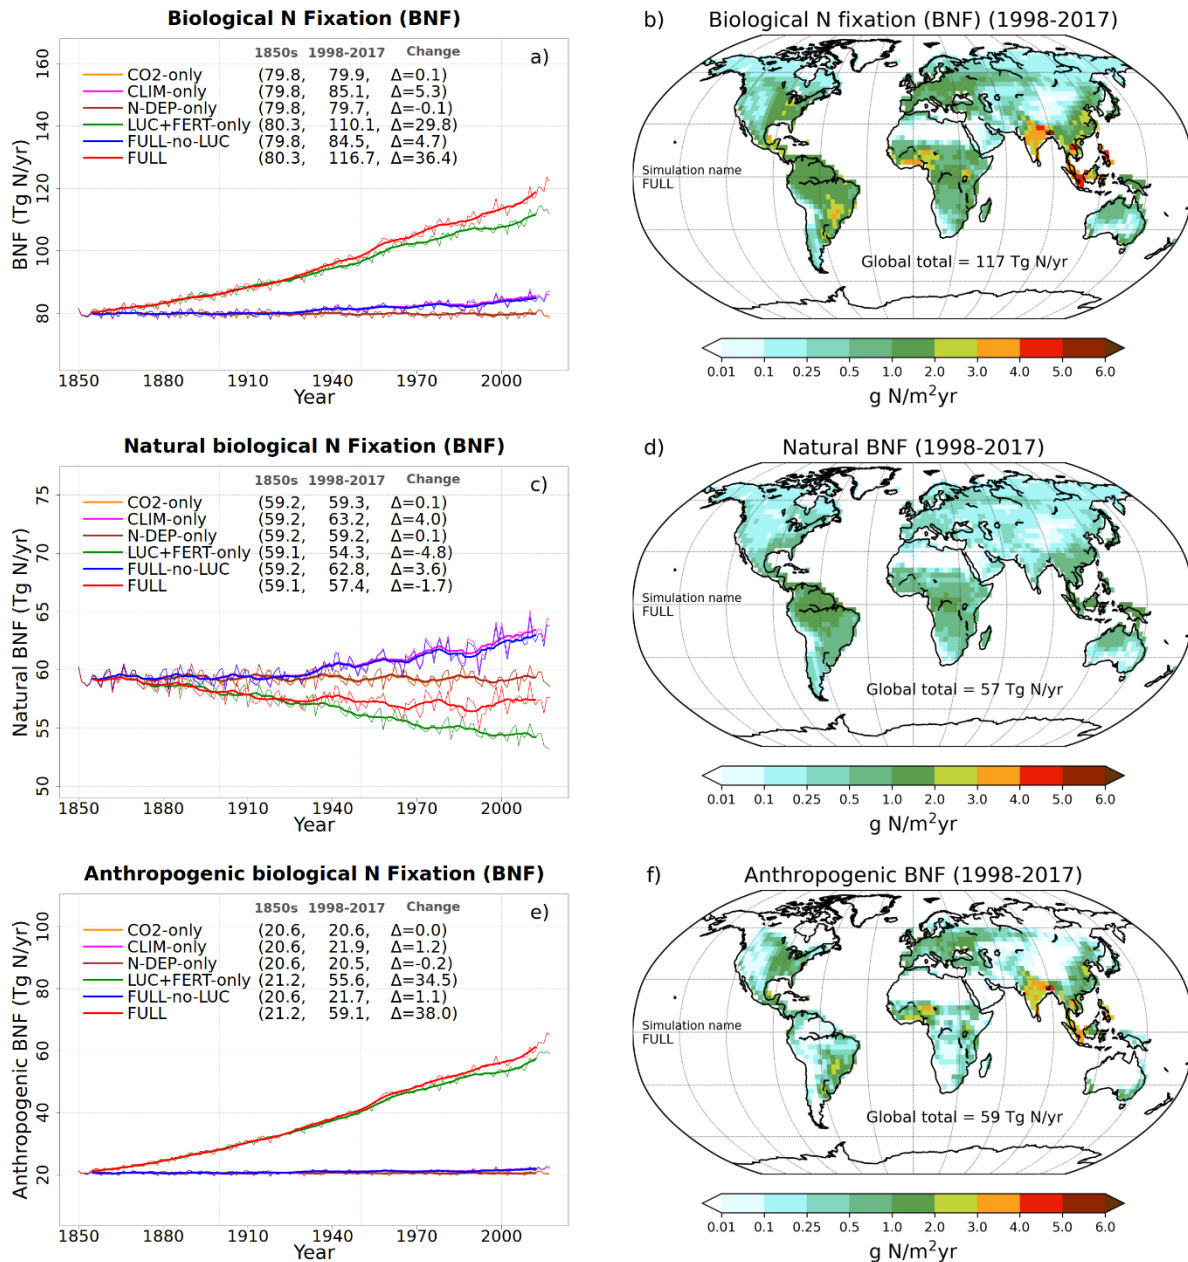 Biological N Fixation (BNF)
1850s 1998-2017 Change
a)
CO2-only (79.8, 79.9, Δ=0.1)
CLIM-only (79.8, 85.1, Δ=5.3)
N-DEP-only (79.8, 79.7, Δ=-0.1)
LUC+FERT-only (80.3, 110.1, Δ=29.8)
FULL-no-LUC (79.8, 84.5, Δ=4.7)
FULL (80.3, 116.7, Δ=36.4)
BNF (Tg N/yr)
160
140
120
100
80
1850 1880 1910 1940 1970 2000
Year
b) Biological N fixation (BNF) (1998-2017)
Simulation name
FULL
Global total = 117 Tg N/yr
0.01 0.1 0.25 0.5 1.0 2.0 3.0 4.0 5.0 6.0
g N/m²yr
Natural biological N Fixation (BNF)
1850s 1998-2017 Change
c)
CO2-only (59.2, 59.3, Δ=0.1)
CLIM-only (59.2, 63.2, Δ=4.0)
N-DEP-only (59.2, 59.2, Δ=0.1)
LUC+FERT-only (59.1, 54.3, Δ=-4.8)
FULL-no-LUC (59.2, 62.8, Δ=3.6)
FULL (59.1, 57.4, Δ=-1.7)
Natural BNF (Tg N/yr)
75
70
65
60
55
50
1850 1880 1910 1940 1970 2000
Year
d) Natural BNF (1998-2017)
Simulation name
FULL
Global total = 57 Tg N/yr
0.01 0.1 0.25 0.5 1.0 2.0 3.0 4.0 5.0 6.0
g N/m²yr
Anthropogenic biological N Fixation (BNF)
1850s 1998-2017 Change
e)
CO2-only (20.6, 20.6, Δ=0.0)
CLIM-only (20.6, 21.9, Δ=1.2)
N-DEP-only (20.6, 20.5, Δ=-0.2)
LUC+FERT-only (21.2, 55.6, Δ=34.5)
FULL-no-LUC (20.6, 21.7, Δ=1.1)
FULL (21.2, 59.1, Δ=38.0)
Anthropogenic BNF (Tg N/yr)
100
80
60
40
20
1850 1880 1910 1940 1970 2000
Year
f) Anthropogenic BNF (1998-2017)
Simulation name
FULL
Global total = 59 Tg N/yr
0.01 0.1 0.25 0.5 1.0 2.0 3.0 4.0 5.0 6.0
g N/m²yr